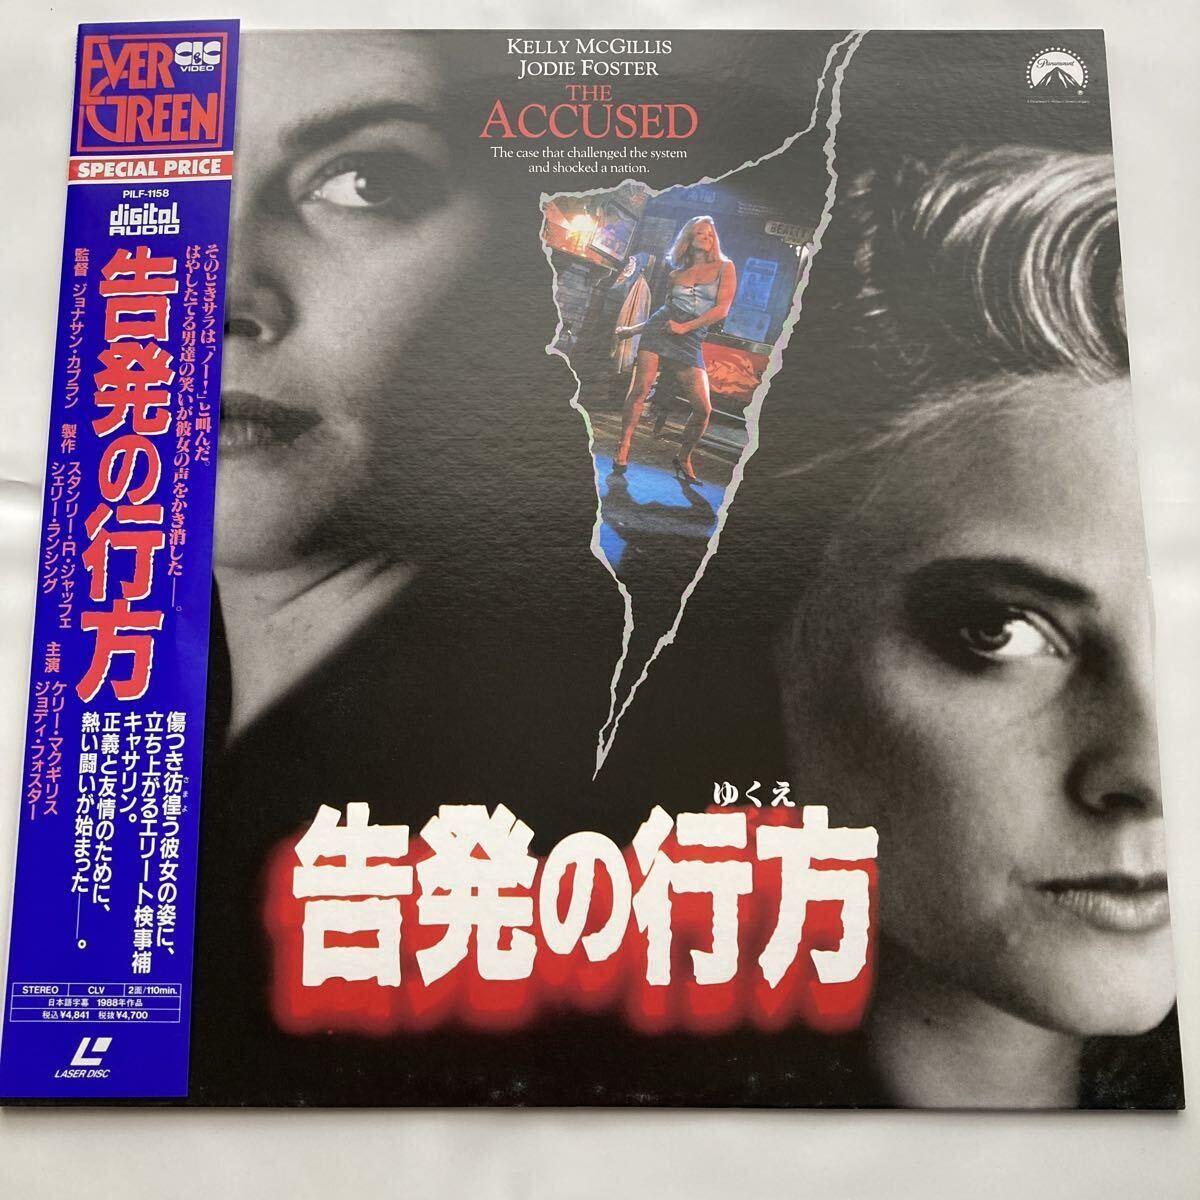 EVER
GREEN
CIC
VIDEO
SPECIAL PRICE
PILF-1158
digital
AUDIO
そのときサラは「ノー!」と叫んだ。
はやしたてる男達の笑いが彼女の声をかき消した――。
告発の行方
監督 ジョナサン・カプラン 製作 スタンリー・R・ジャッフェ
シェリー・ランシング
主演 ケリー・マクギリス
ジョディ・フォスター
傷つき彷徨う彼女の姿に、
さまよ
立ち上がるエリート検事補
キャサリン。
正義と友情のために、
熱い闘いが始まった――。
STEREO CLV 2面/110min.
日本語字幕 1988年作品
税込¥4,841 税抜¥4,700
LASER DISC
KELLY MCGILLIS
JODIE FOSTER
THE
ACCUSED
The case that challenged the system
and shocked a nation.
Paramount
ゆくえ
告発の行方